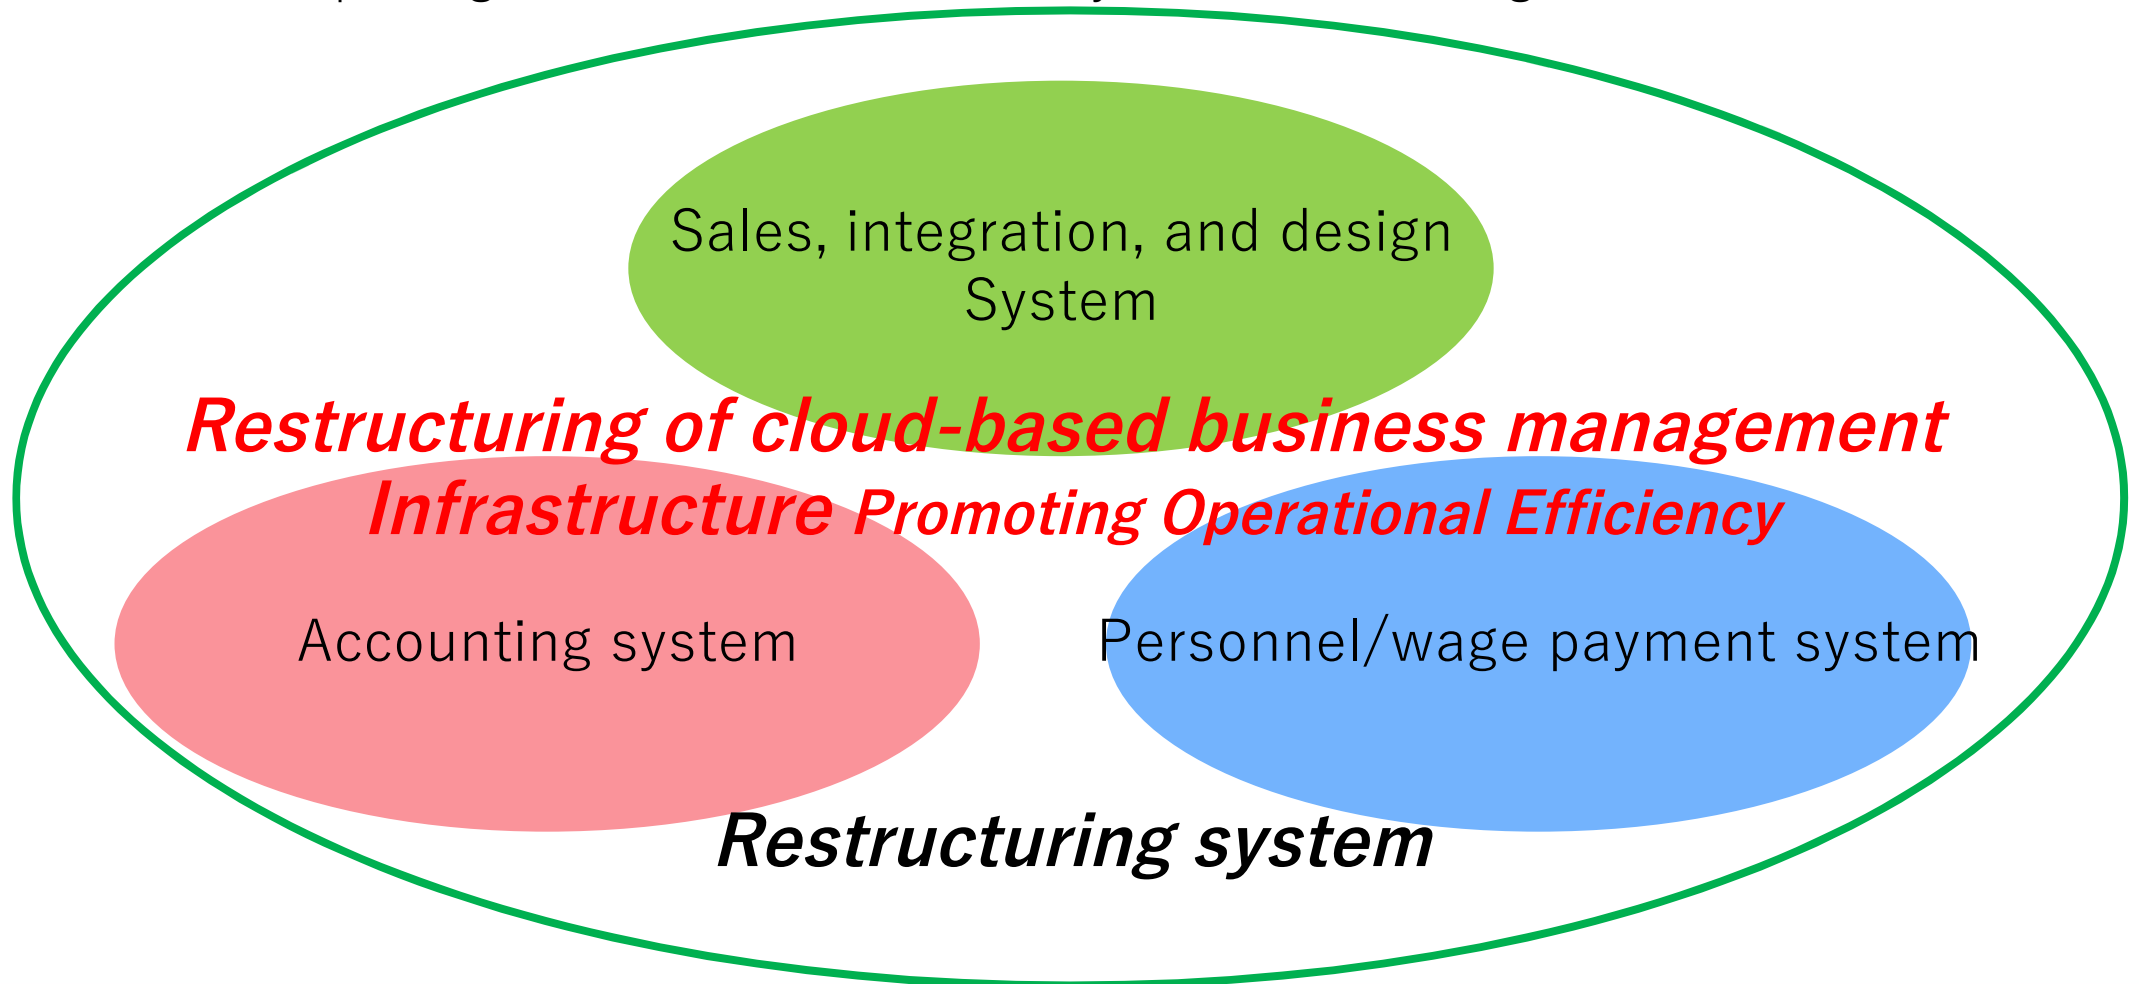 Sales, integration, and design
System
Restructuring of cloud-based business management
Infrastructure Promoting Operational Efficiency
Accounting system
Personnel/wage payment system
Restructuring system